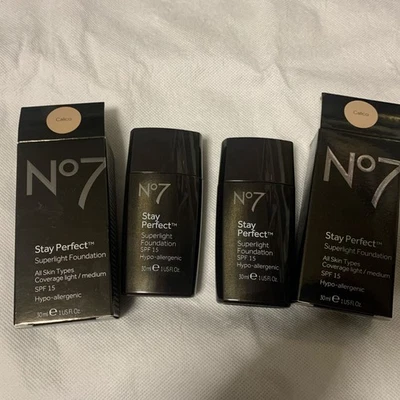 Calico
No7
Stay Perfect™
Superlight Foundation
All Skin Types
Coverage light / medium
SPF 15
Hypo-allergenic
30ml e 1 US Fl Oz.
No7
Stay
Perfect™
Superlight
Foundation
SPF 15
Hypo-allergenic
30ml e 1 US Fl Oz.
No7
Stay
Perfect™
Superlight
Foundation
SPF 15
Hypo-allergenic
30ml e 1 US Fl Oz.
Calico
No7
Stay Perfect™
Superlight Foundation
All Skin Types
Coverage light / medium
SPF 15
Hypo-allergenic
30ml e 1 US Fl Oz.